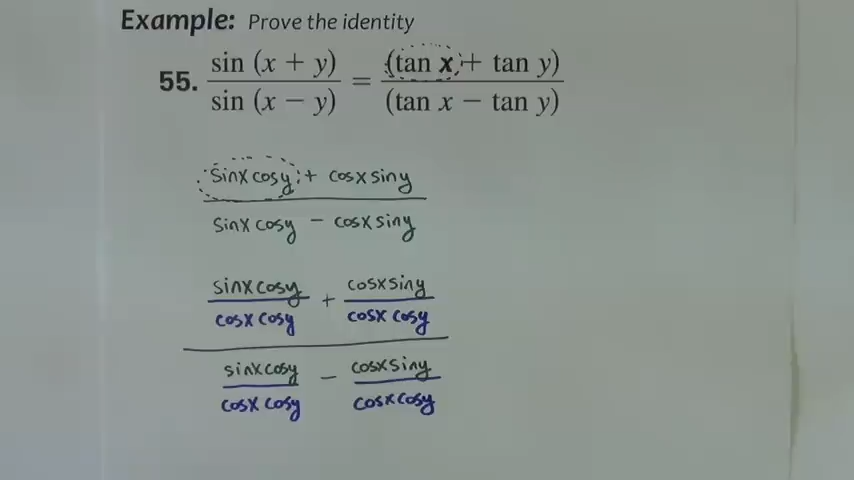 Example: Prove the identity
55. sin (x + y) / sin (x − y) = (tan x + tan y) / (tan x − tan y)
sinx cosy + cosx siny
sinx cosy − cosx siny
sinx cosy / cosx cosy + cosx siny / cosx cosy
sinx cosy / cosx cosy − cosx siny / cosx cosy